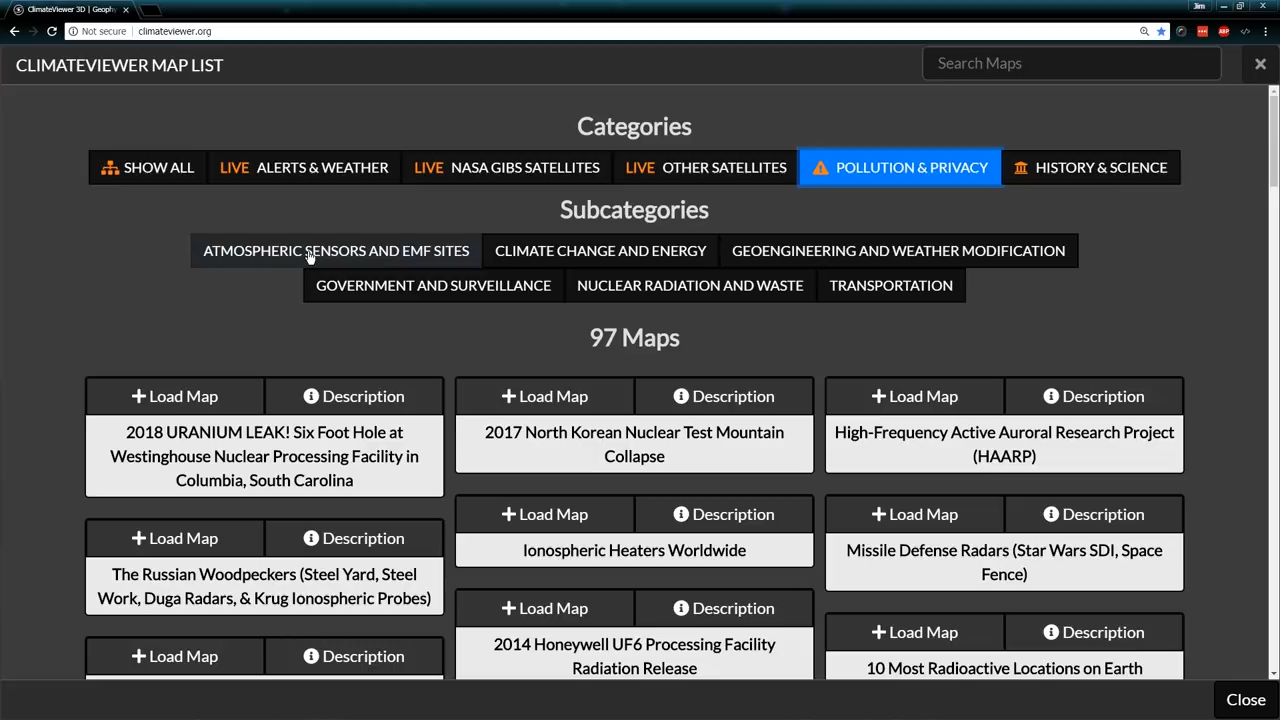 ClimateViewer 3D | Geophy
Jim
Not secure | climateviewer.org
ABP
CLIMATEVIEWER MAP LIST
Search Maps
Categories
SHOW ALL
LIVE ALERTS & WEATHER
LIVE NASA GIBS SATELLITES
LIVE OTHER SATELLITES
POLLUTION & PRIVACY
HISTORY & SCIENCE
Subcategories
ATMOSPHERIC SENSORS AND EMF SITES
CLIMATE CHANGE AND ENERGY
GEOENGINEERING AND WEATHER MODIFICATION
GOVERNMENT AND SURVEILLANCE
NUCLEAR RADIATION AND WASTE
TRANSPORTATION
97 Maps
Load Map
Description
2018 URANIUM LEAK! Six Foot Hole at
Westinghouse Nuclear Processing Facility in
Columbia, South Carolina
Load Map
Description
2017 North Korean Nuclear Test Mountain
Collapse
Load Map
Description
High-Frequency Active Auroral Research Project
(HAARP)
Load Map
Description
The Russian Woodpeckers (Steel Yard, Steel
Work, Duga Radars, & Krug Ionospheric Probes)
Load Map
Description
Ionospheric Heaters Worldwide
Load Map
Description
Missile Defense Radars (Star Wars SDI, Space
Fence)
Load Map
Description
Load Map
Description
2014 Honeywell UF6 Processing Facility
Radiation Release
Load Map
Description
10 Most Radioactive Locations on Earth
Close